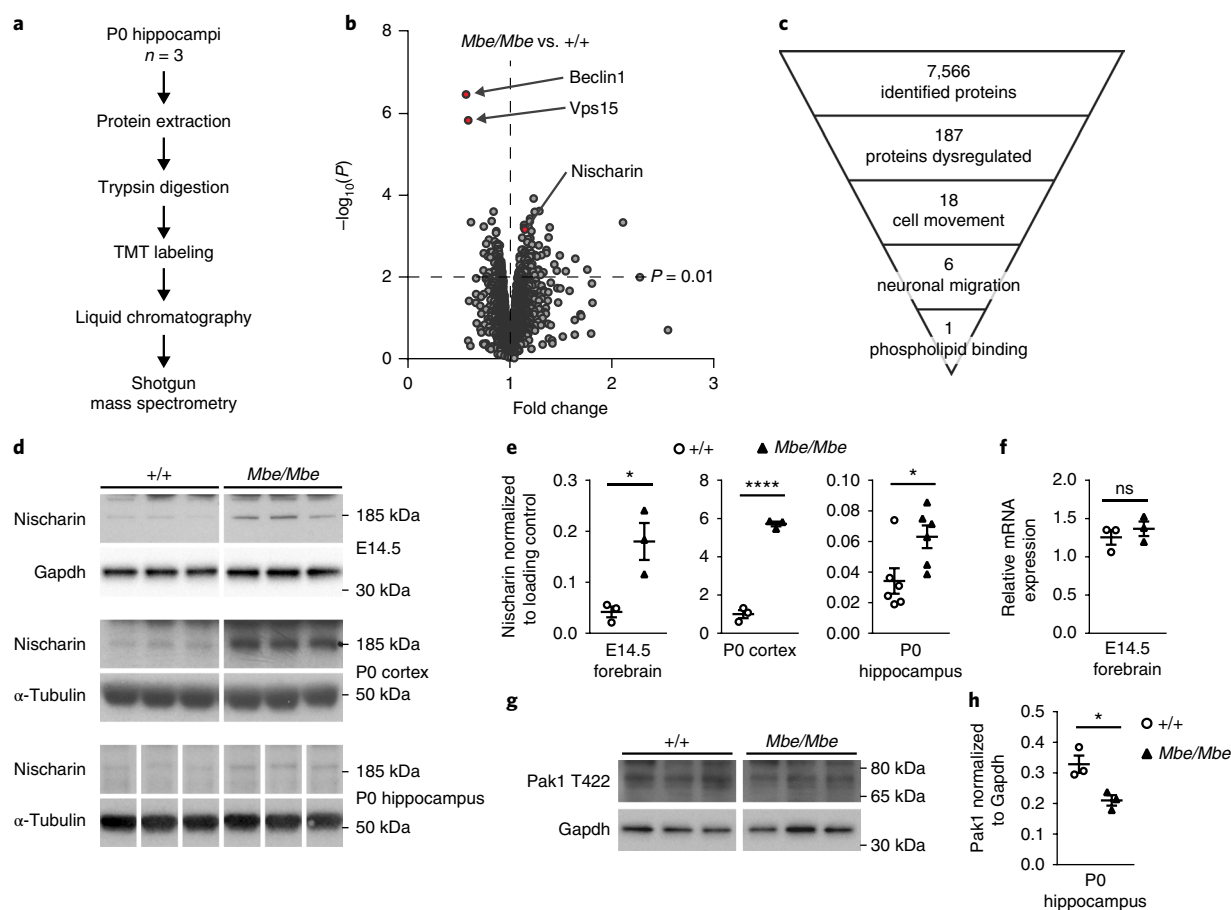 a
P0 hippocampi
n = 3
Protein extraction
Trypsin digestion
TMT labeling
Liquid chromatography
Shotgun
mass spectrometry
b
Mbe/Mbe vs. +/+
8
6
4
2
0
–log10(P)
Beclin1
Vps15
Nischarin
P = 0.01
0
1
2
3
Fold change
c
7,566
identified proteins
187
proteins dysregulated
18
cell movement
6
neuronal migration
1
phospholipid binding
d
+/+
Mbe/Mbe
Nischarin
185 kDa
E14.5
Gapdh
30 kDa
Nischarin
185 kDa
P0 cortex
α-Tubulin
50 kDa
Nischarin
185 kDa
P0 hippocampus
α-Tubulin
50 kDa
e
+/+
Mbe/Mbe
Nischarin normalized
to loading control
0.3
0.2
0.1
0.0
*
E14.5
forebrain
8
6
4
2
0
****
P0 cortex
0.10
0.08
0.06
0.04
0.02
0.00
*
P0
hippocampus
f
Relative mRNA
expression
2.0
1.5
1.0
0.5
0.0
ns
E14.5
forebrain
g
+/+
Mbe/Mbe
Pak1 T422
80 kDa
65 kDa
Gapdh
30 kDa
h
Pak1 normalized
to Gapdh
0.5
0.4
0.3
0.2
0.1
0.0
*
P0
hippocampus
+/+
Mbe/Mbe